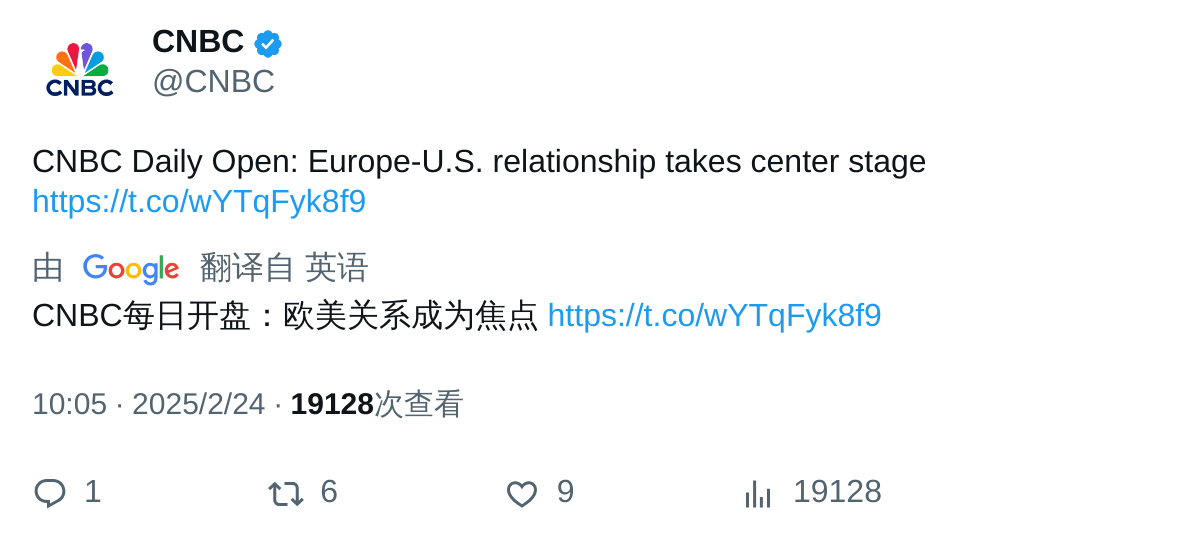 CNBC
CNBC
@CNBC
CNBC Daily Open: Europe-U.S. relationship takes center stage
https://t.co/wYTqFyk8f9
由 Google 翻译自 英语
CNBC每日开盘：欧美关系成为焦点 https://t.co/wYTqFyk8f9
10:05 · 2025/2/24 · 19128次查看
1 6 9 19128